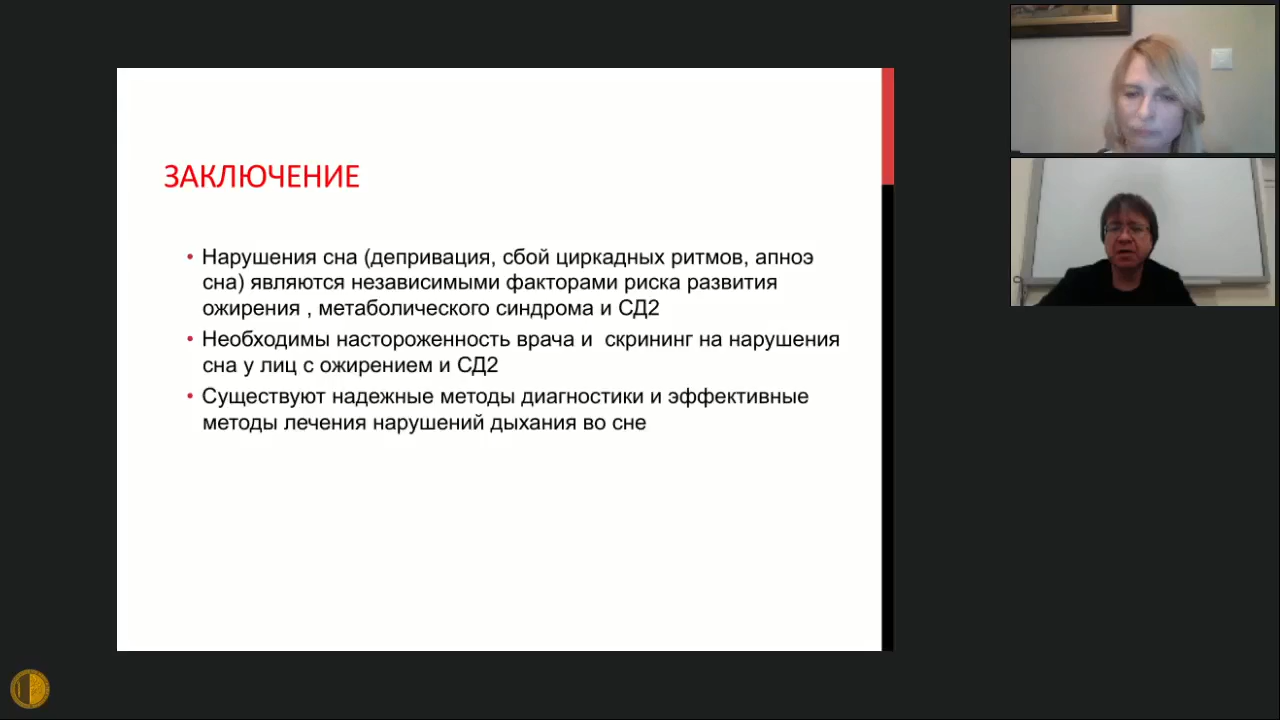 ЗАКЛЮЧЕНИЕ
• Нарушения сна (депривация, сбой циркадных ритмов, апноэ
сна) являются независимыми факторами риска развития
ожирения , метаболического синдрома и СД2
• Необходимы настороженность врача и  скрининг на нарушения
сна у лиц с ожирением и СД2
• Существуют надежные методы диагностики и эффективные
методы лечения нарушений дыхания во сне